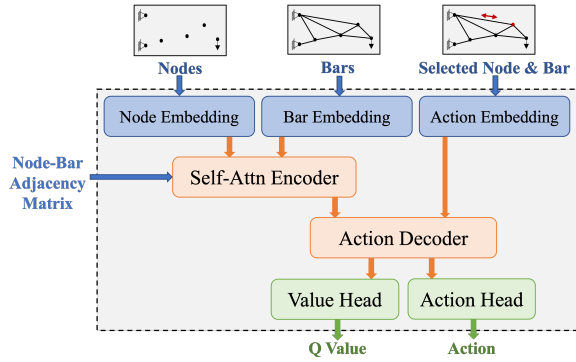 Nodes
Bars
Selected Node & Bar
Node Embedding
Bar Embedding
Action Embedding
Node-Bar
Adjacency
Matrix
Self-Attn Encoder
Action Decoder
Value Head
Action Head
Q Value
Action